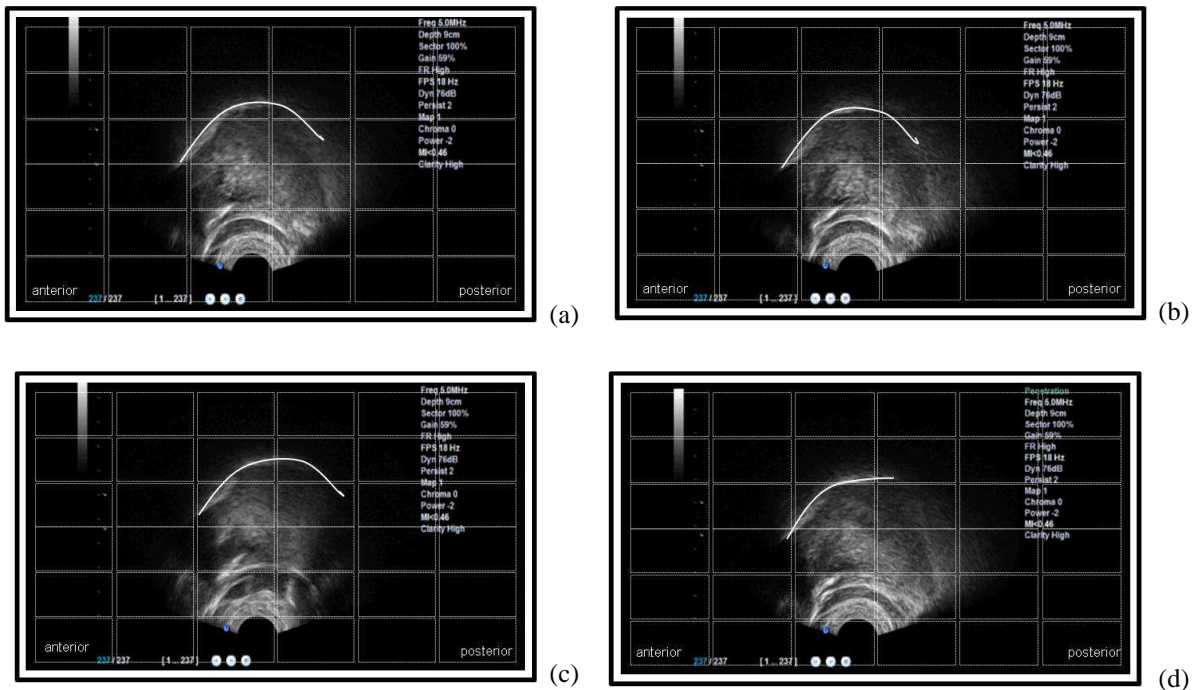 Freq 5.0MHz
Depth 9cm
Sector 100%
Gain 59%
FR High
FPS 18 Hz
Dyn 76dB
Persist 2
Map 1
Chroma 0
Power -2
MI<0.46
Clarity High
anterior
posterior
237/237 [1 ... 237]
(a)
Freq 5.0MHz
Depth 9cm
Sector 100%
Gain 59%
FR High
FPS 18 Hz
Dyn 76dB
Persist 2
Map 1
Chroma 0
Power -2
MI<0.46
Clarity High
anterior
posterior
237/237 [1 ... 237]
(b)
Freq 5.0MHz
Depth 9cm
Sector 100%
Gain 59%
FR High
FPS 18 Hz
Dyn 76dB
Persist 2
Map 1
Chroma 0
Power -2
MI<0.46
Clarity High
anterior
posterior
237/237 [1 ... 237]
(c)
Penetration
Freq 5.0MHz
Depth 9cm
Sector 100%
Gain 59%
FR High
FPS 18 Hz
Dyn 76dB
Persist 2
Map 1
Chroma 0
Power -2
MI<0.46
Clarity High
anterior
posterior
237/237 [1 ... 237]
(d)